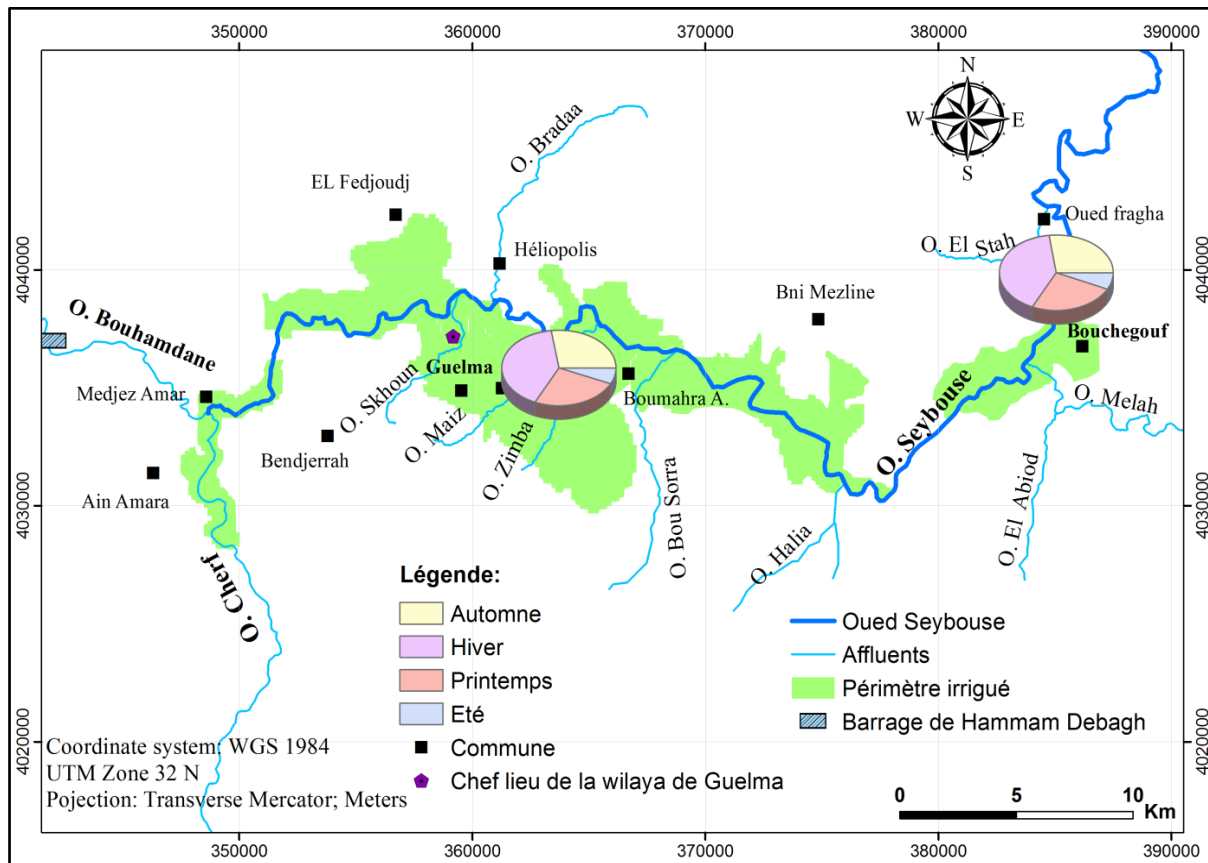 350000 360000 370000 380000 390000
N
W E
S
O. Bradaa
EL Fedjoudj
Oued fragha
O. El Stah
Héliopolis
4040000 4040000
Bni Mezline
O. Bouhamdane
Bouchegouf
Guelma
Medjez Amar
O. Skhoun
Boumahra A.
O. Melah
O. Maiz
O. Seybouse
Bendjerrah
O. Zimba
Ain Amara
O. Bou Sorra
O. El Abiod
4030000 4030000
O. Halia
O. Cherf
Légende:
Automne
Hiver
Printemps
Eté
Commune
Chef lieu de la wilaya de Guelma
Oued Seybouse
Affluents
Périmètre irrigué
Barrage de Hammam Debagh
4020000 4020000
Coordinate system: WGS 1984
UTM Zone 32 N
Pojection: Transverse Mercator; Meters
0 5 10
Km
350000 360000 370000 380000 390000